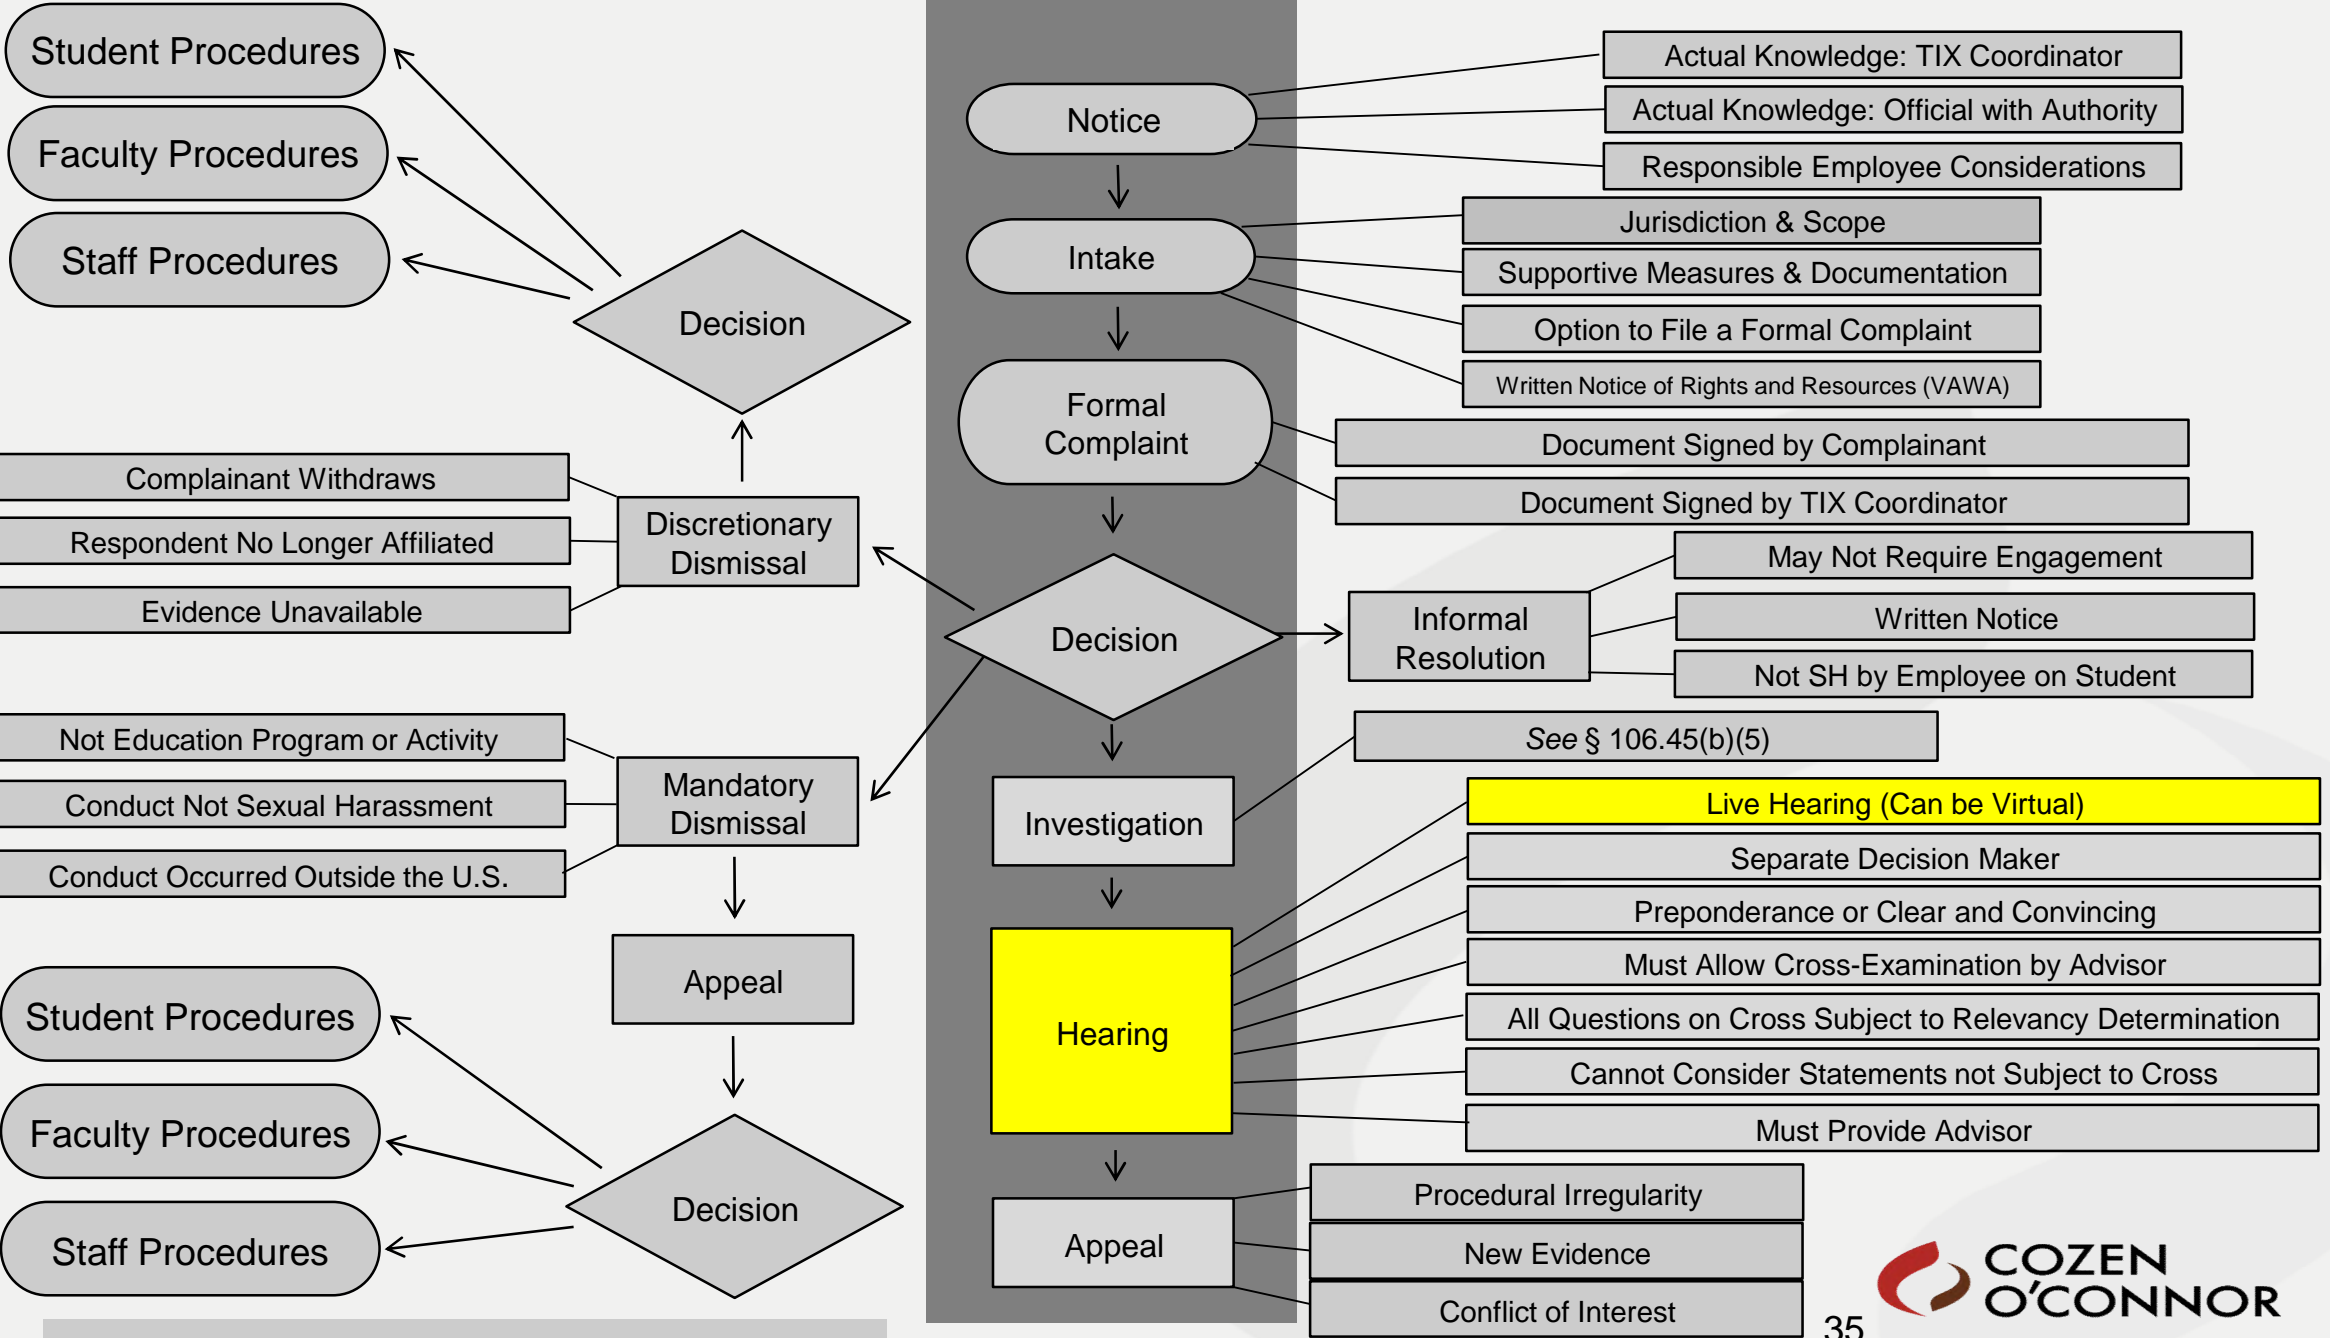 Student Procedures
Faculty Procedures
Staff Procedures
Decision
Complainant Withdraws
Respondent No Longer Affiliated
Evidence Unavailable
Discretionary
Dismissal
Not Education Program or Activity
Conduct Not Sexual Harassment
Conduct Occurred Outside the U.S.
Mandatory
Dismissal
Appeal
Student Procedures
Faculty Procedures
Staff Procedures
Decision
Notice
Actual Knowledge: TIX Coordinator
Actual Knowledge: Official with Authority
Responsible Employee Considerations
Intake
Jurisdiction & Scope
Supportive Measures & Documentation
Option to File a Formal Complaint
Written Notice of Rights and Resources (VAWA)
Formal
Complaint
Document Signed by Complainant
Document Signed by TIX Coordinator
Decision
Informal
Resolution
May Not Require Engagement
Written Notice
Not SH by Employee on Student
Investigation
See § 106.45(b)(5)
Hearing
Live Hearing (Can be Virtual)
Separate Decision Maker
Preponderance or Clear and Convincing
Must Allow Cross-Examination by Advisor
All Questions on Cross Subject to Relevancy Determination
Cannot Consider Statements not Subject to Cross
Must Provide Advisor
Appeal
Procedural Irregularity
New Evidence
Conflict of Interest
35
COZEN
O'CONNOR